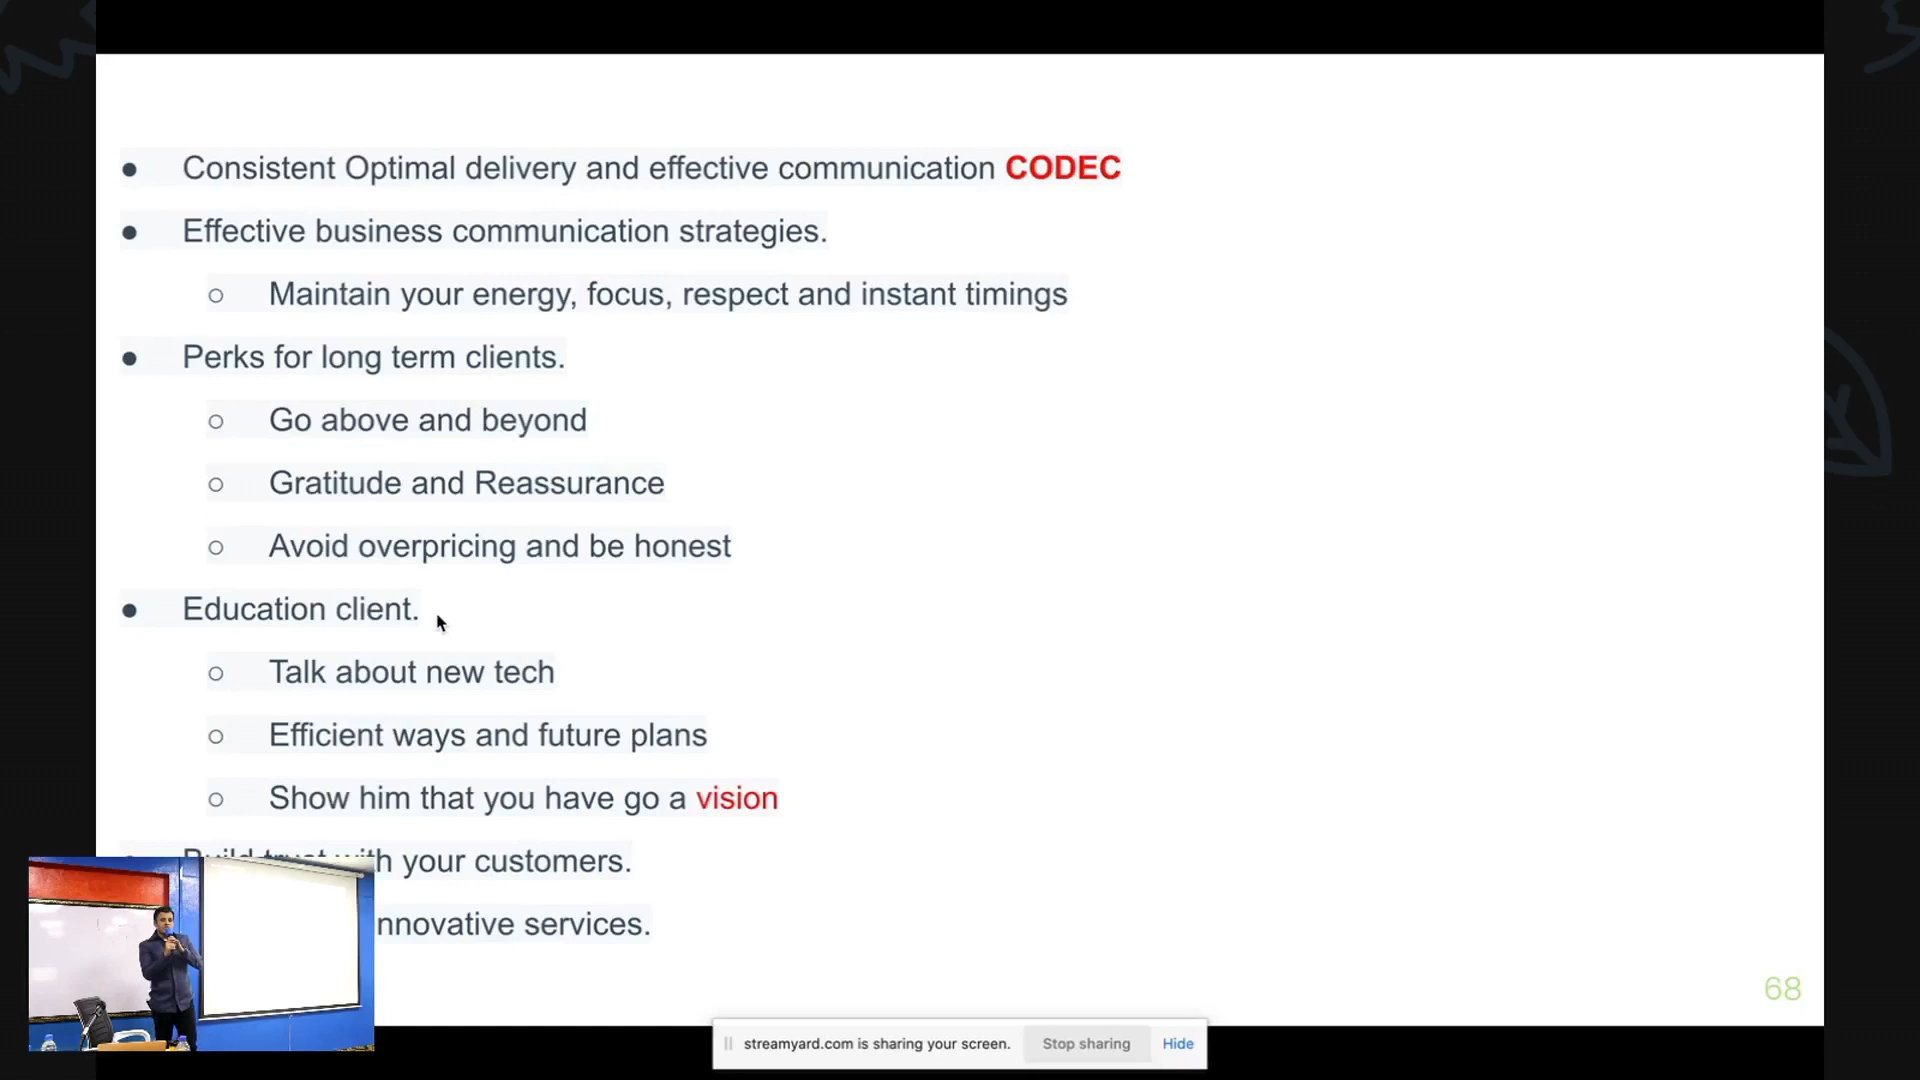 ● Consistent Optimal delivery and effective communication CODEC
● Effective business communication strategies.
○ Maintain your energy, focus, respect and instant timings
● Perks for long term clients.
○ Go above and beyond
○ Gratitude and Reassurance
○ Avoid overpricing and be honest
● Education client.
○ Talk about new tech
○ Efficient ways and future plans
○ Show him that you have go a vision
Build trust with your customers.
nnovative services.
68
streamyard.com is sharing your screen. Stop sharing Hide